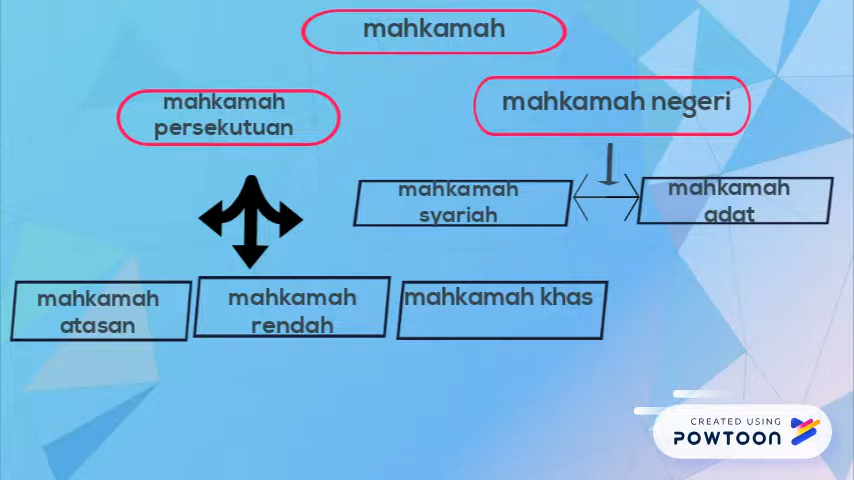 mahkamah
mahkamah
persekutuan
mahkamah negeri
mahkamah
syariah
mahkamah
adat
mahkamah
atasan
mahkamah
rendah
mahkamah khas
CREATED USING
POWTOON